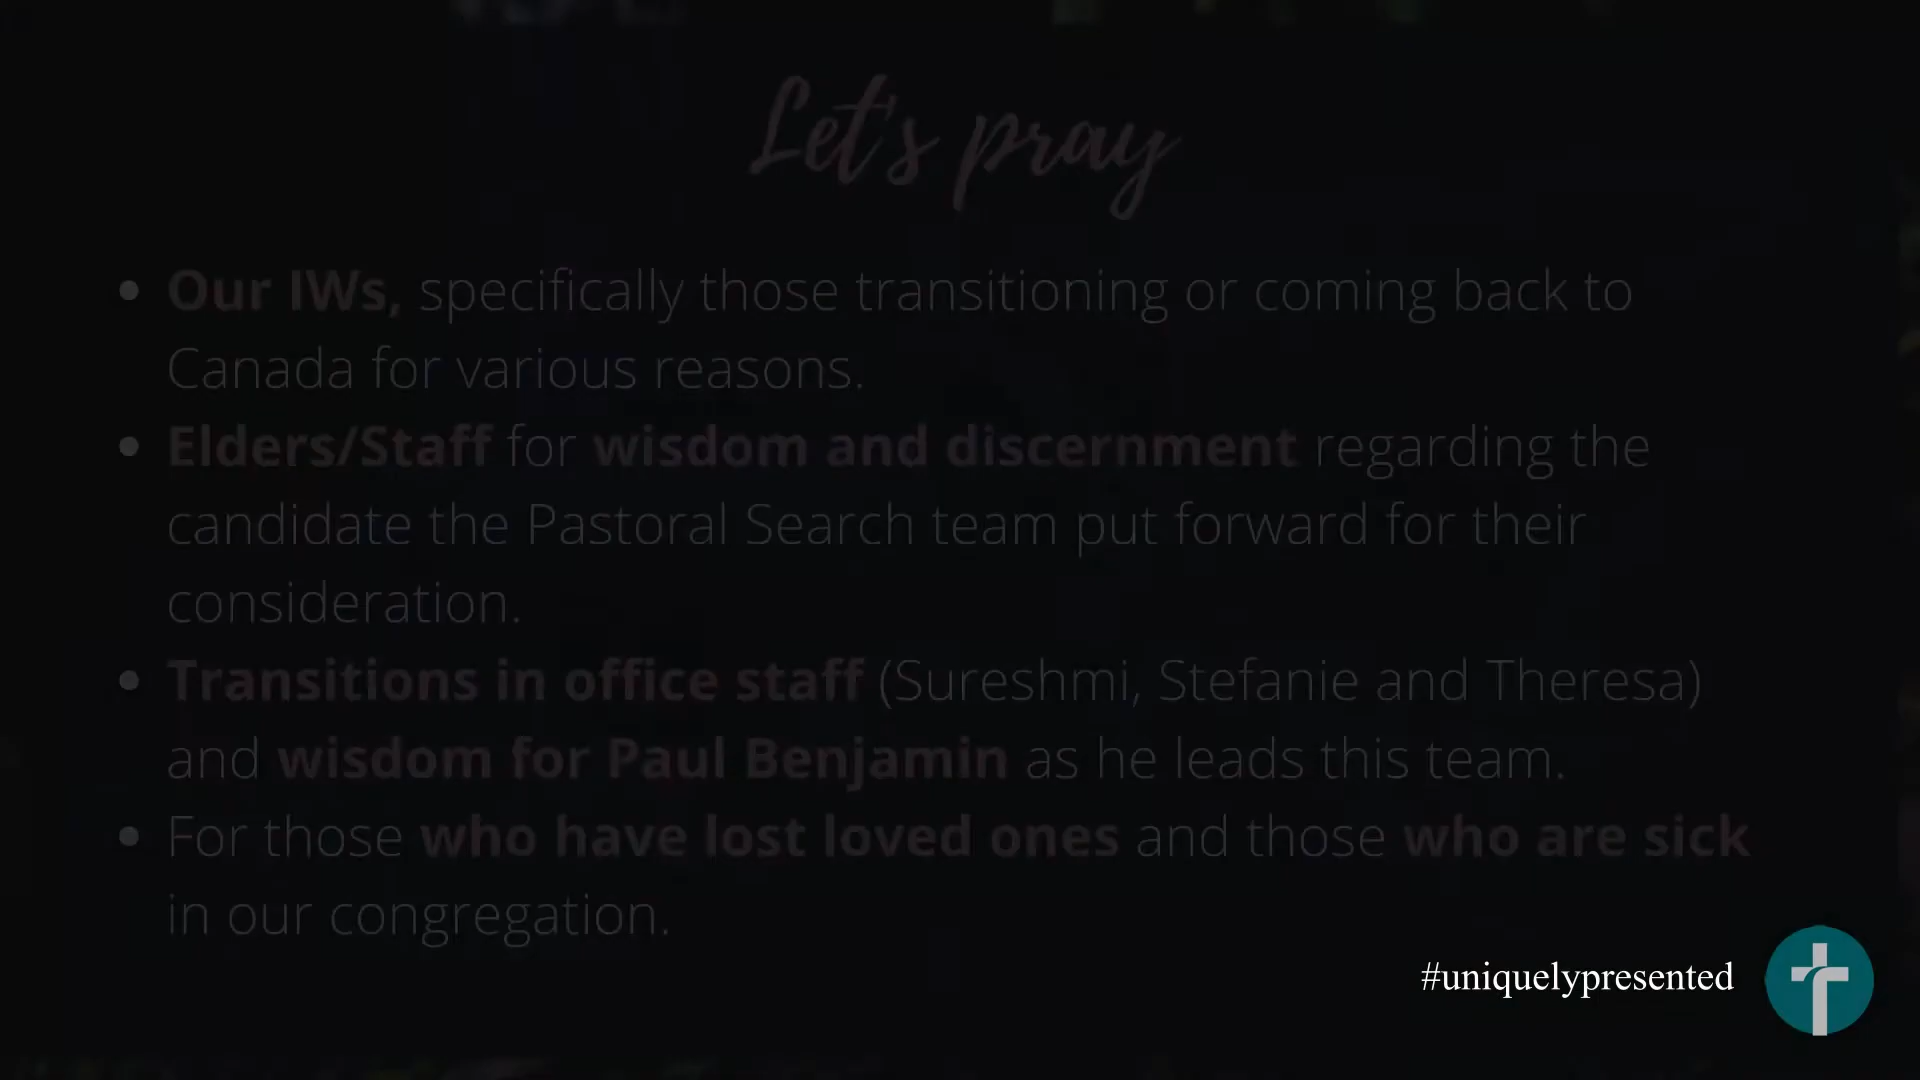 Let's pray
• Our IWs, specifically those transitioning or coming back to
Canada for various reasons.
• Elders/Staff for wisdom and discernment regarding the
candidate the Pastoral Search team put forward for their
consideration.
• Transitions in office staff (Sureshmi, Stefanie and Theresa)
and wisdom for Paul Benjamin as he leads this team.
• For those who have lost loved ones and those who are sick
in our congregation.
#uniquelypresented